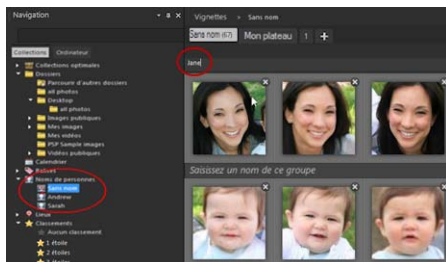 Navigation
Collections
Ordinateur
Collections optimales
Dossiers
Parcourir d'autres dossiers
all photos
Desktop
all photos
Images publiques
Mes images
Mes vidéos
PSP Sample images
Vidéos publiques
Calendrier
Noms de personnes
Sans nom
Andrew
Sarah
Lieux
Classements
Aucun classement
1 étoile
2 étoiles
Vignettes » Sans nom
Sans nom (67) Mon plateau 1 +
Jane
Saisissez un nom de ce groupe